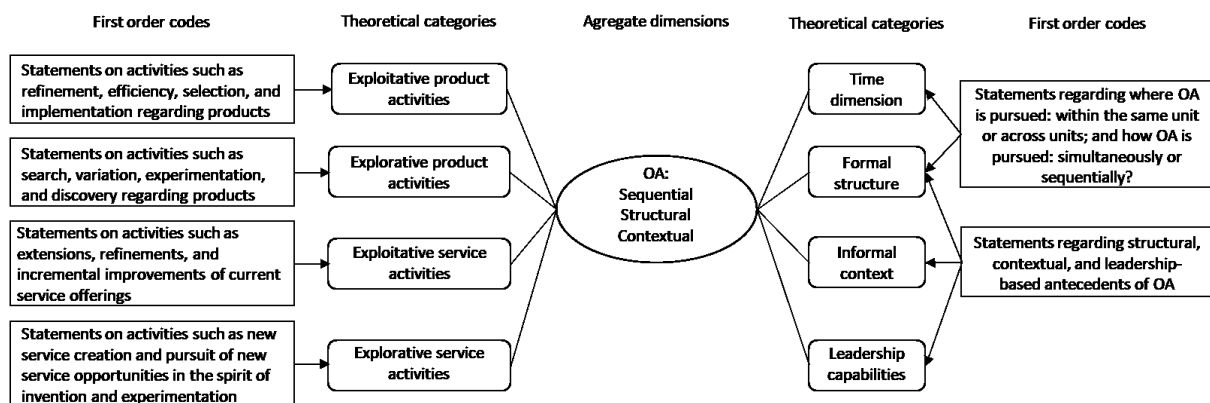 First order codes
Theoretical categories
Agregate dimensions
Theoretical categories
First order codes
Statements on activities such as
refinement, efficiency, selection, and
implementation regarding products
Exploitative product
activities
Statements on activities such as
search, variation, experimentation,
and discovery regarding products
Explorative product
activities
Statements on activities such as
extensions, refinements, and
incremental improvements of current
service offerings
Exploitative service
activities
Statements on activities such as new
service creation and pursuit of new
service opportunities in the spirit of
invention and experimentation
Explorative service
activities
OA:
Sequential
Structural
Contextual
Time
dimension
Formal
structure
Informal
context
Leadership
capabilities
Statements regarding where OA
is pursued: within the same unit
or across units; and how OA is
pursued: simultaneously or
sequentially?
Statements regarding structural,
contextual, and leadership-
based antecedents of OA